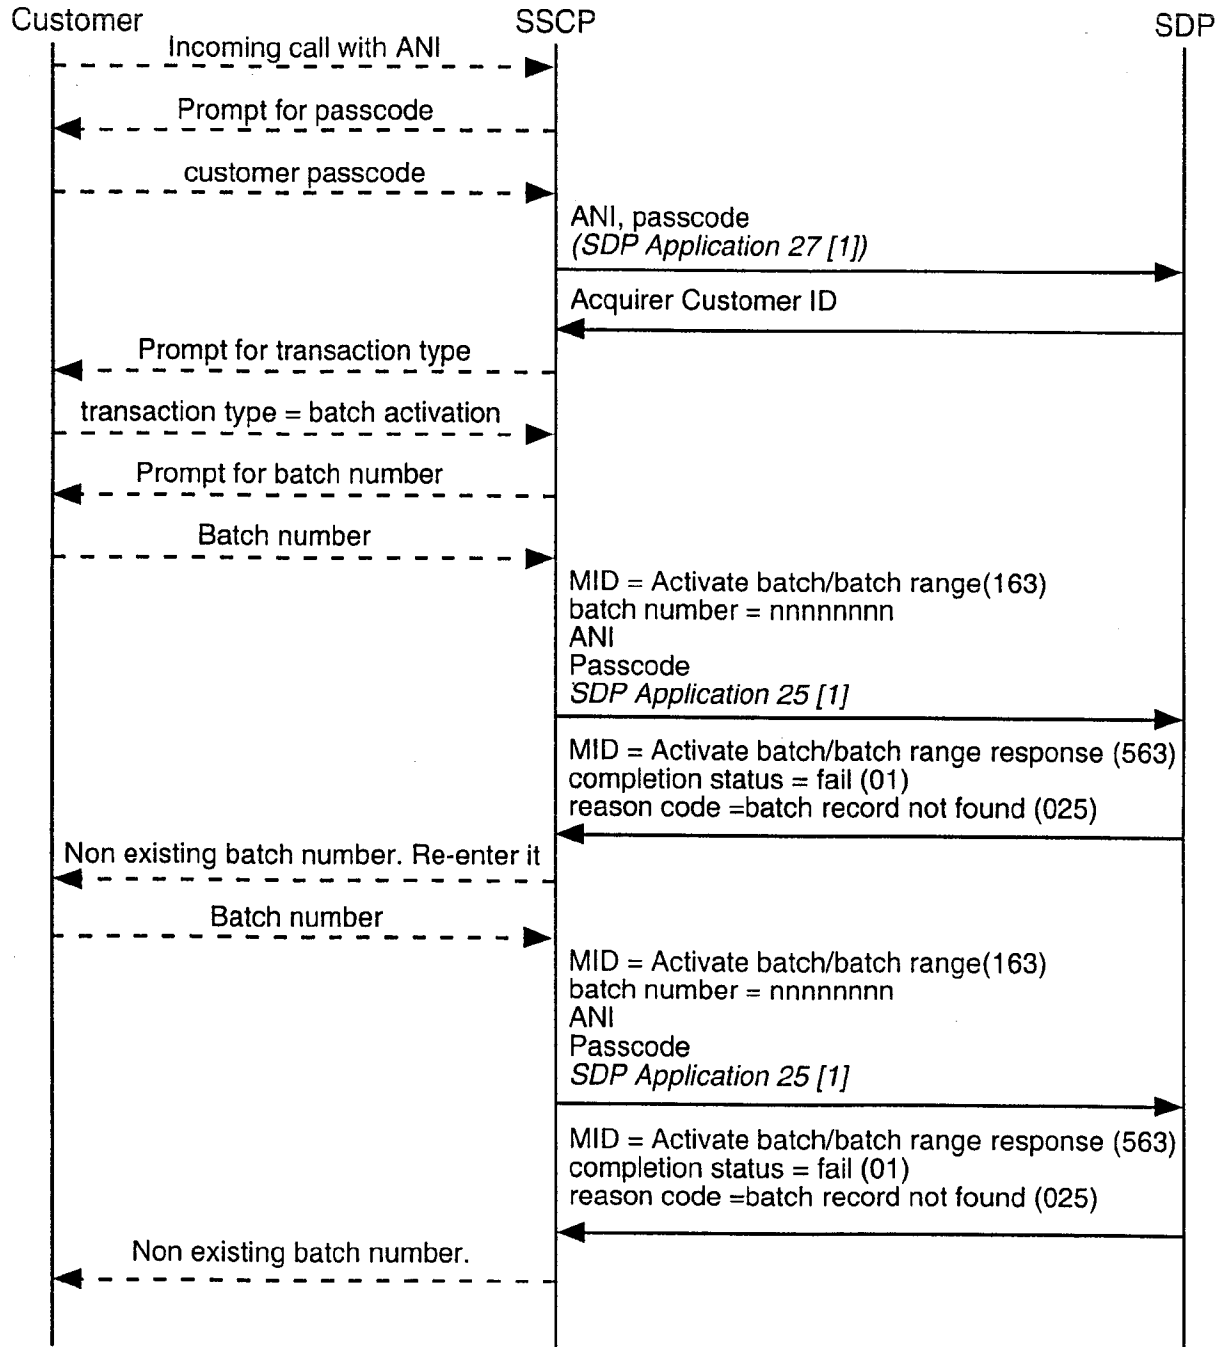 Customer SSCP SDP
Incoming call with ANI
Prompt for passcode
customer passcode
ANI, passcode
(SDP Application 27 [1])
Acquirer Customer ID
Prompt for transaction type
transaction type = batch activation
Prompt for batch number
Batch number
MID = Activate batch/batch range(163)
batch number = nnnnnnnnn
ANI
Passcode
SDP Application 25 [1]
MID = Activate batch/batch range response (563)
completion status = fail (01)
reason code =batch record not found (025)
Non existing batch number. Re-enter it
Batch number
MID = Activate batch/batch range(163)
batch number = nnnnnnnnn
ANI
Passcode
SDP Application 25 [1]
MID = Activate batch/batch range response (563)
completion status = fail (01)
reason code =batch record not found (025)
Non existing batch number.